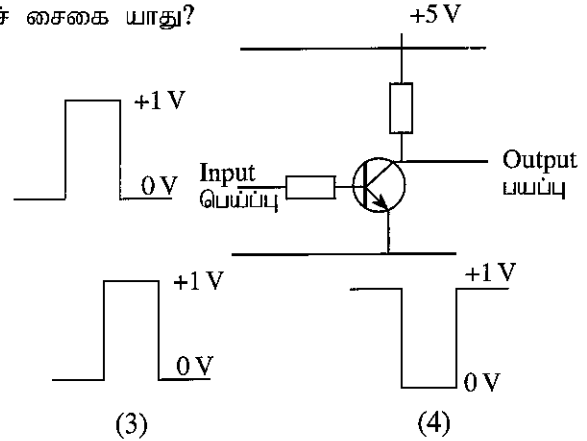 சைகை யாது?
+5 V
+1 V
0 V
Input
பெய்ப்பு
Output
பயப்பு
+1 V
0 V
+1 V
0 V
(3)
(4)